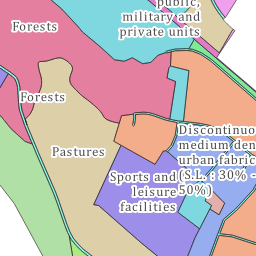 public,
military and
private units
Forests
Forests
Pastures
Discontinuo
medium den
urban fabric
(S.L. : 30% -
50%)
Sports and
leisure
facilities